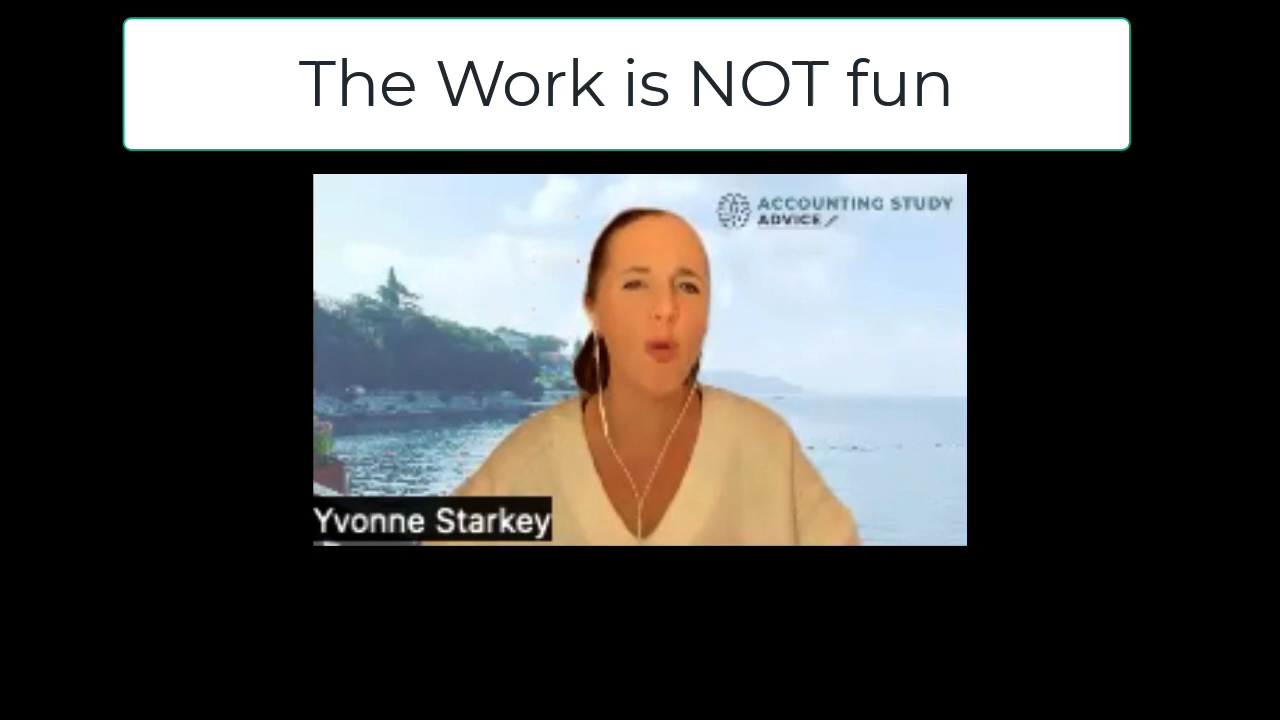 The Work is NOT fun
ACCOUNTING STUDY
ADVICE
Yvonne Starkey